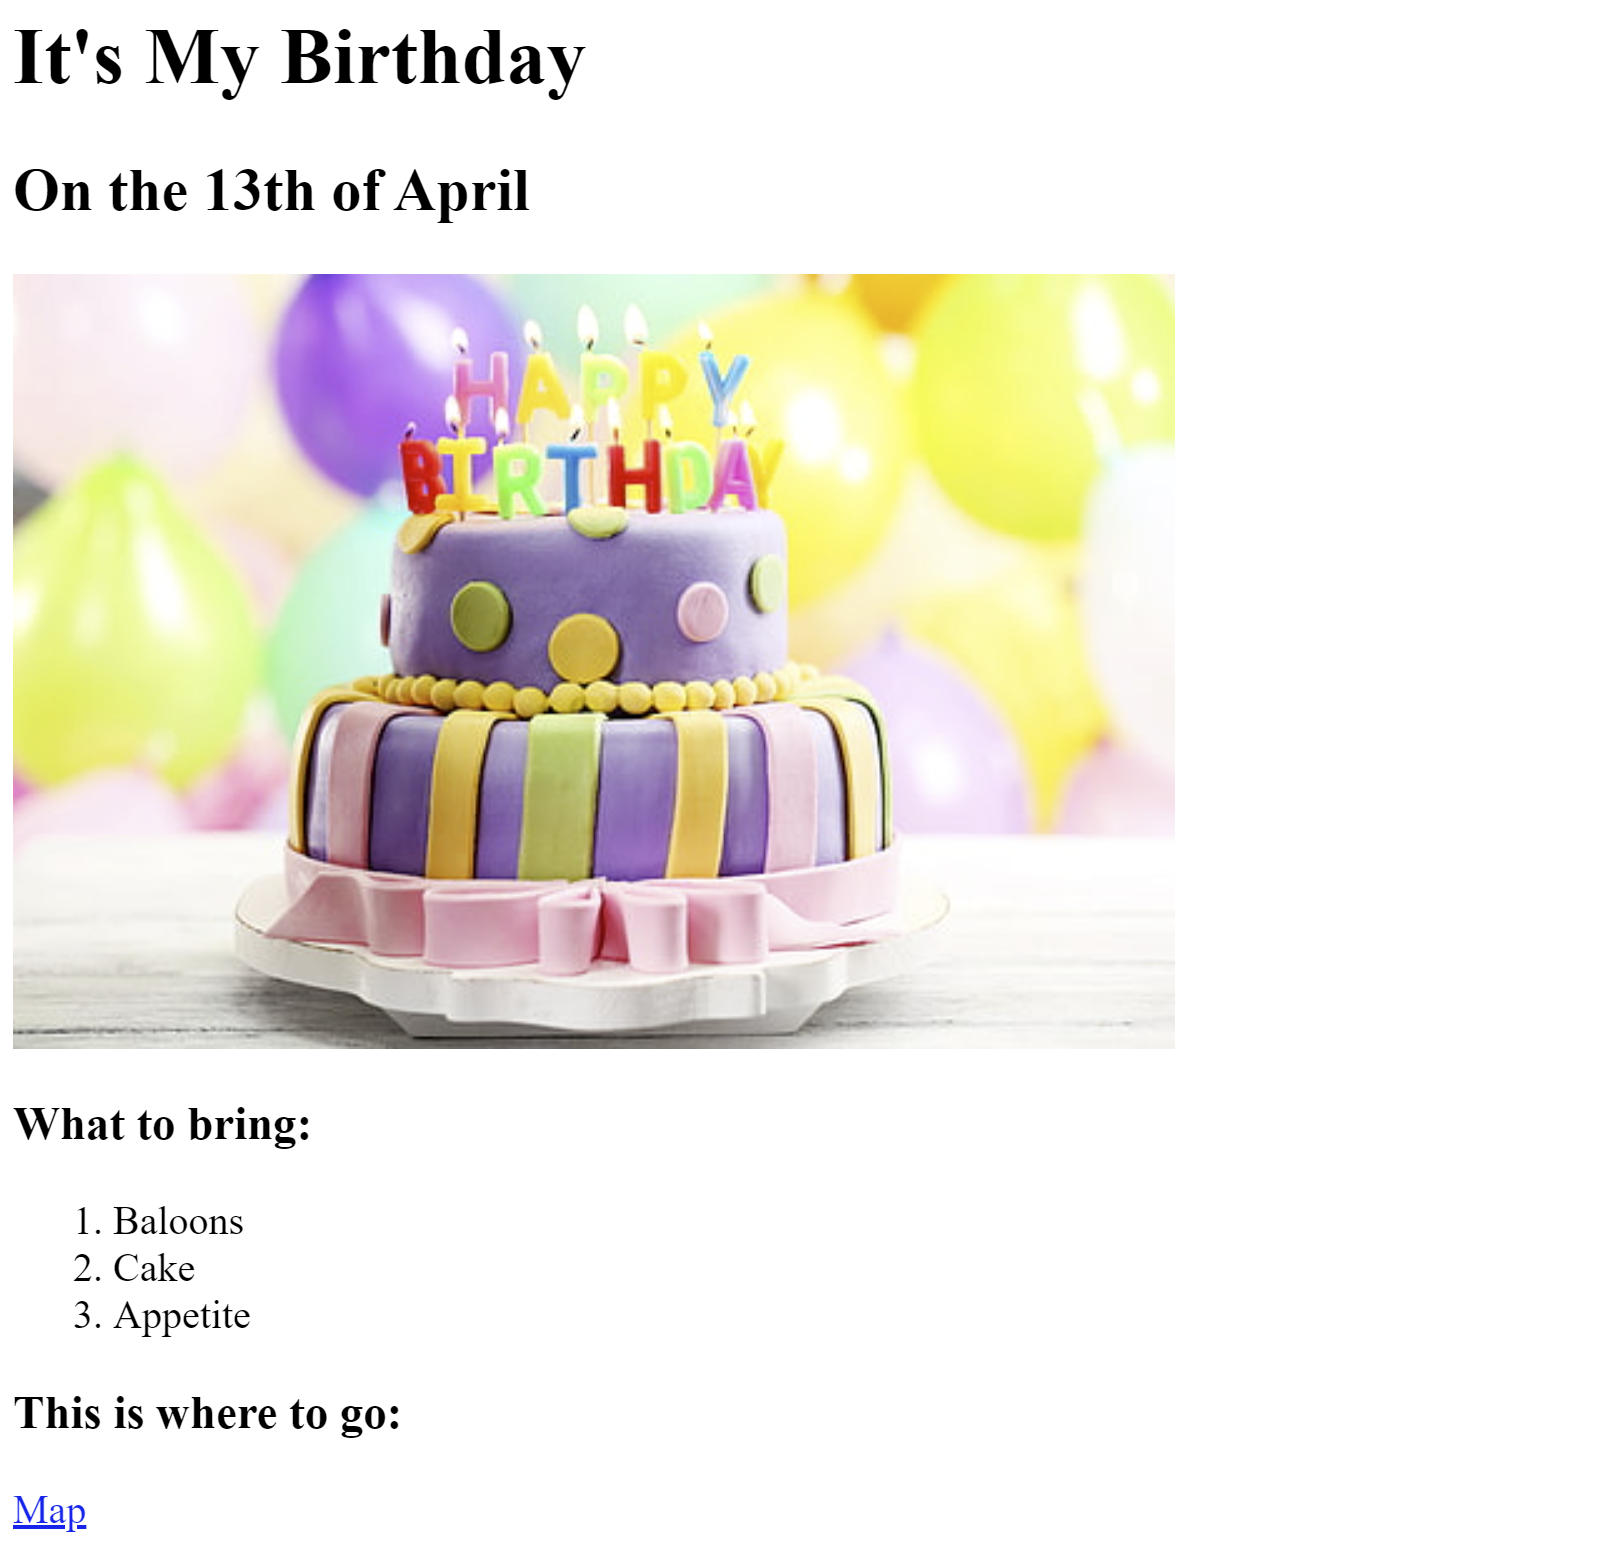 It's My Birthday
On the 13th of April
HAPPY
BIRTHDAY
What to bring:
1. Baloons
2. Cake
3. Appetite
This is where to go:
Map